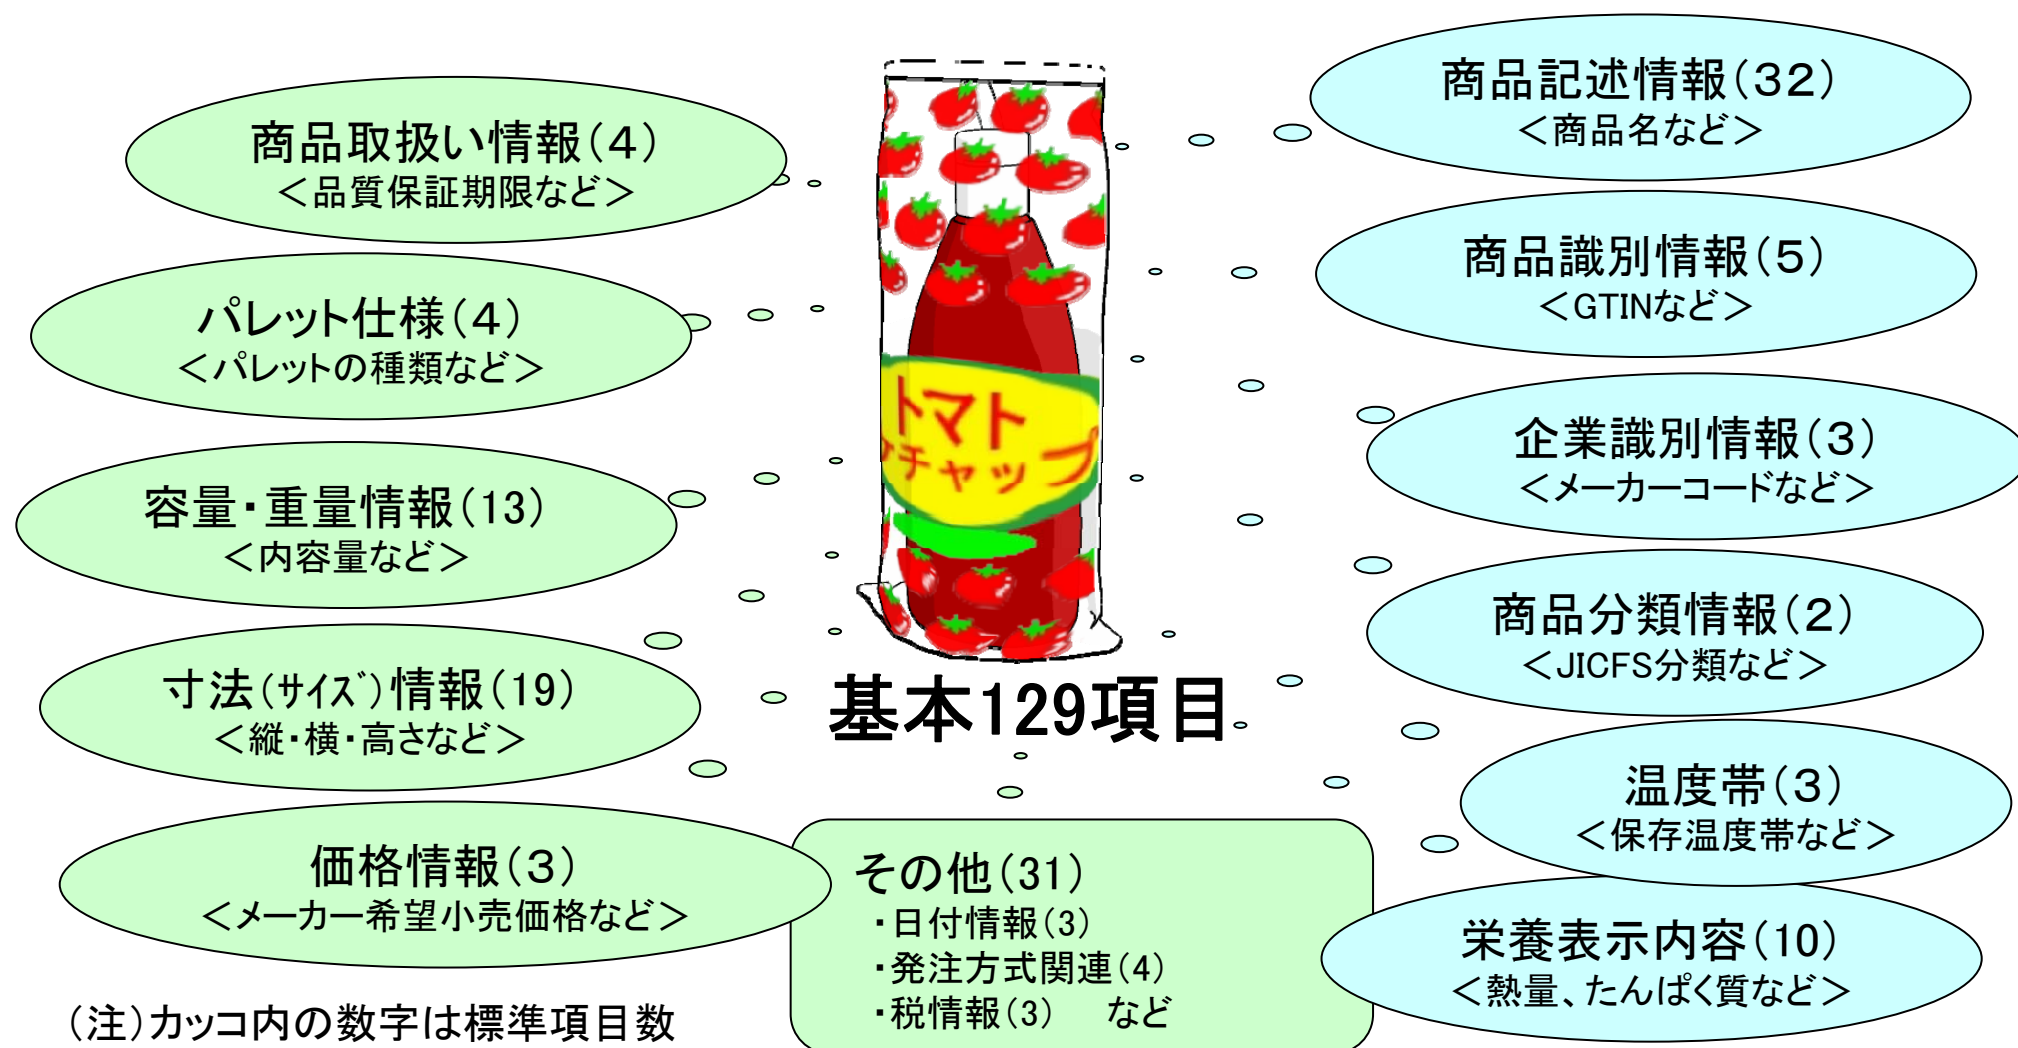 商品取扱い情報(4)
<品質保証期限など>
パレット仕様(4)
<パレットの種類など>
容量・重量情報(13)
<内容量など>
寸法(サイズ)情報(19)
<縦・横・高さなど>
価格情報(3)
<メーカー希望小売価格など>
(注)カッコ内の数字は標準項目数
トマト
ケチャップ
基本129項目
その他(31)
・日付情報(3)
・発注方式関連(4)
・税情報(3) など
商品記述情報(32)
<商品名など>
商品識別情報(5)
<GTINなど>
企業識別情報(3)
<メーカーコードなど>
商品分類情報(2)
<JICFS分類など>
温度帯(3)
<保存温度帯など>
栄養表示内容(10)
<熱量、たんぱく質など>